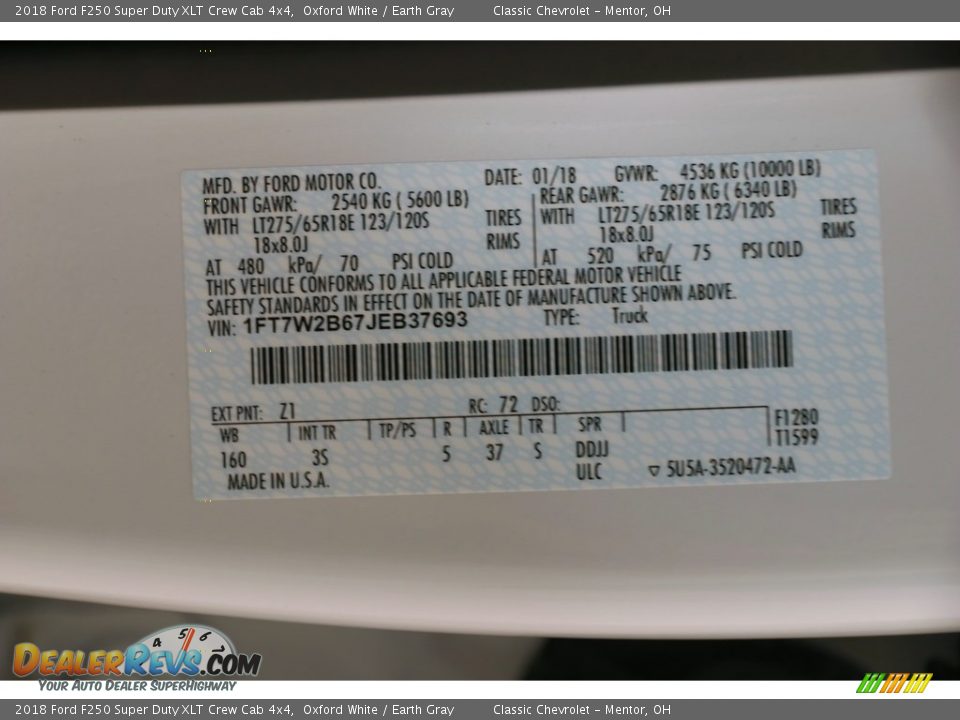 2018 Ford F250 Super Duty XLT Crew Cab 4x4, Oxford White / Earth Gray Classic Chevrolet – Mentor, OH
MFD. BY FORD MOTOR CO. DATE: 01/18 GVWR: 4536 KG (10000 LB)
FRONT GAWR: 2540 KG ( 5600 LB) REAR GAWR: 2876 KG ( 6340 LB)
WITH LT275/65R18E 123/120S TIRES WITH LT275/65R18E 123/120S TIRES
18x8.0J RIMS 18x8.0J RIMS
AT 480 kPa/ 70 PSI COLD AT 520 kPa/ 75 PSI COLD
THIS VEHICLE CONFORMS TO ALL APPLICABLE FEDERAL MOTOR VEHICLE
SAFETY STANDARDS IN EFFECT ON THE DATE OF MANUFACTURE SHOWN ABOVE.
VIN: 1FT7W2B67JEB37693 TYPE: Truck
EXT PNT: Z1 RC: 72 DSO:
WB INT TR TP/PS R AXLE TR SPR F1280
T1599
160 3S 5 37 S DDJJ
MADE IN U.S.A. ULC ▽ 5U5A-3520472-AA
4 5 6
DEALERREVS.COM
YOUR AUTO DEALER SUPERHIGHWAY
2018 Ford F250 Super Duty XLT Crew Cab 4x4, Oxford White / Earth Gray Classic Chevrolet – Mentor, OH